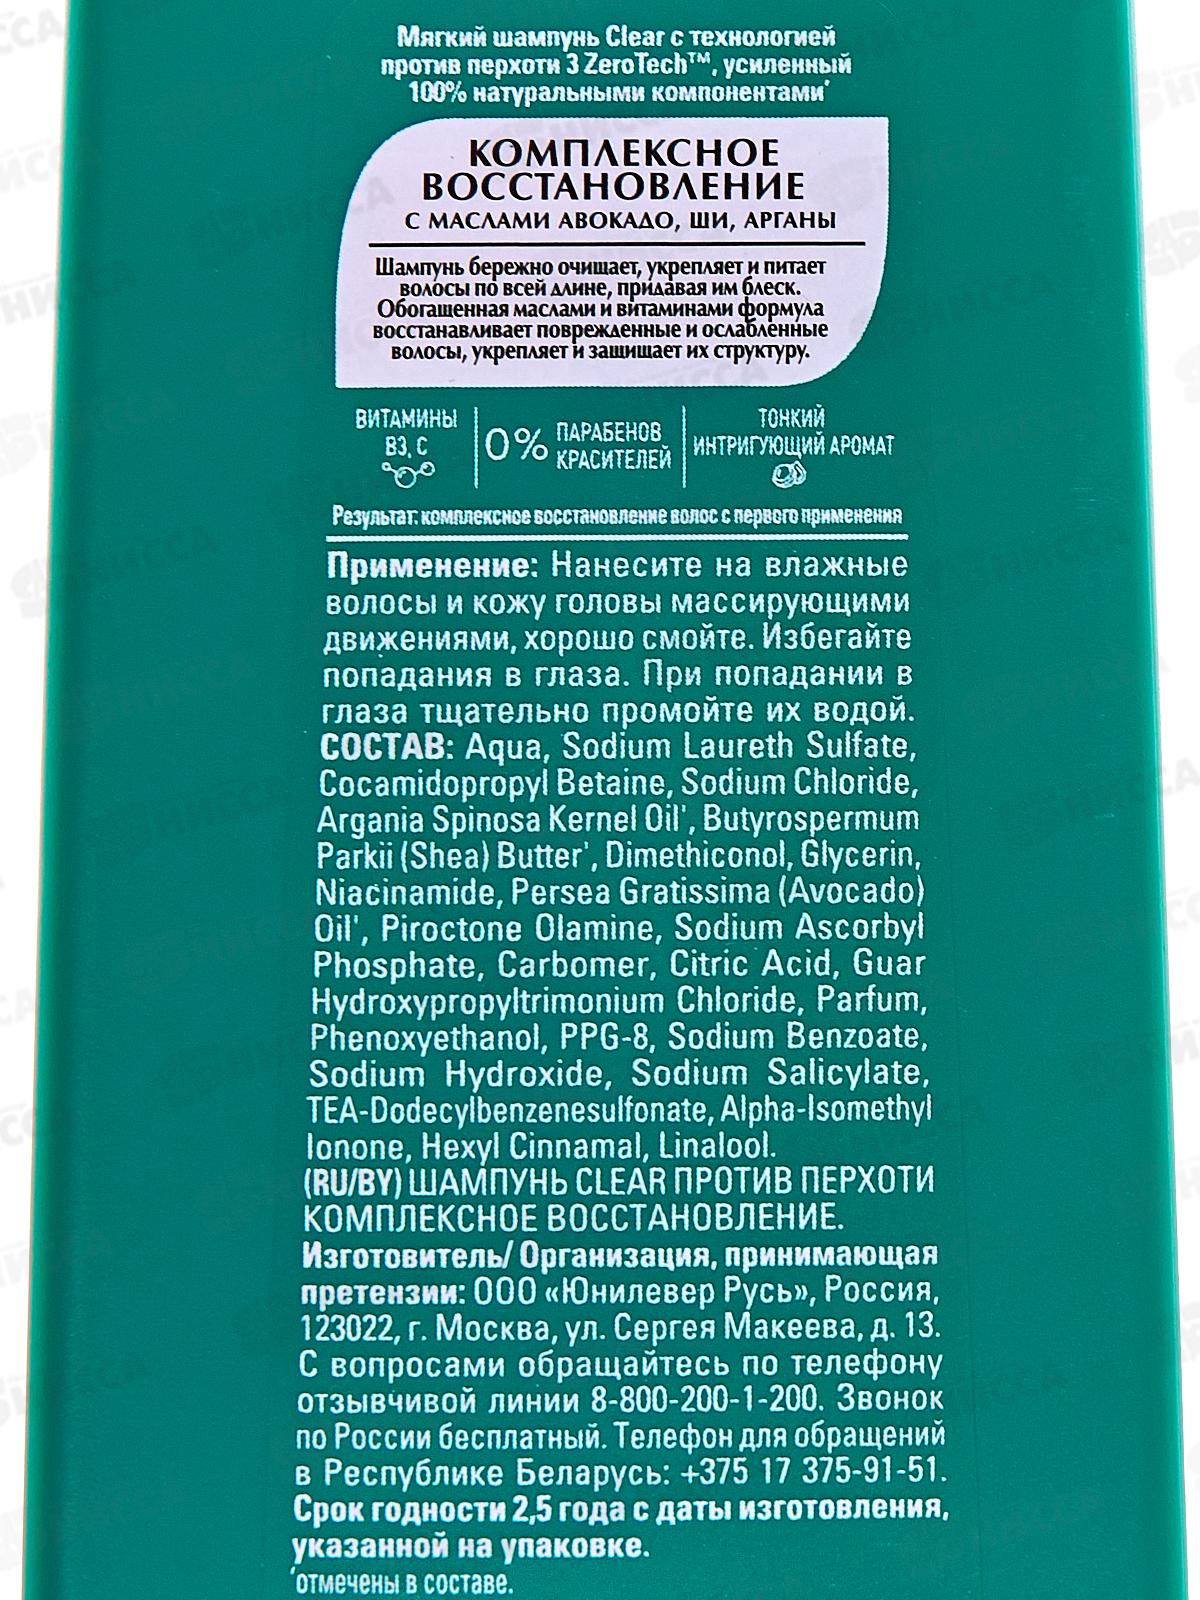 Мягкий шампунь Clear с технологией
против перхоти 3 ZeroTech™, усиленный
100% натуральными компонентами*
КОМПЛЕКСНОЕ
ВОССТАНОВЛЕНИЕ
С МАСЛАМИ АВОКАДО, ШИ, АРГАНЫ
Шампунь бережно очищает, укрепляет и питает
волосы по всей длине, придавая им блеск.
Обогащенная маслами и витаминами формула
восстанавливает поврежденные и ослабленные
волосы, укрепляет и защищает их структуру.
ВИТАМИНЫ
B3, C
0% ПАРАБЕНОВ
КРАСИТЕЛЕЙ
ТОНКИЙ
ИНТРИГУЮЩИЙ АРОМАТ
Результат: комплексное восстановление волос с первого применения
Применение: Нанесите на влажные
волосы и кожу головы массирующими
движениями, хорошо смойте. Избегайте
попадания в глаза. При попадании в
глаза тщательно промойте их водой.
СОСТАВ: Aqua, Sodium Laureth Sulfate,
Cocamidopropyl Betaine, Sodium Chloride,
Argania Spinosa Kernel Oil*, Butyrospermum
Parkii (Shea) Butter*, Dimethiconol, Glycerin,
Niacinamide, Persea Gratissima (Avocado)
Oil*, Piroctone Olamine, Sodium Ascorbyl
Phosphate, Carbomer, Citric Acid, Guar
Hydroxypropyltrimonium Chloride, Parfum,
Phenoxyethanol, PPG-8, Sodium Benzoate,
Sodium Hydroxide, Sodium Salicylate,
TEA-Dodecylbenzenesulfonate, Alpha-Isomethyl
Ionone, Hexyl Cinnamal, Linalool.
(RU/BY) ШАМПУНЬ CLEAR ПРОТИВ ПЕРХОТИ
КОМПЛЕКСНОЕ ВОССТАНОВЛЕНИЕ.
Изготовитель/ Организация, принимающая
претензии: ООО «Юнилевер Русь», Россия,
123022, г. Москва, ул. Сергея Макеева, д. 13.
С вопросами обращайтесь по телефону
отзывчивой линии 8-800-200-1-200. Звонок
по России бесплатный. Телефон для обращений
в Республике Беларусь: +375 17 375-91-51.
Срок годности 2,5 года с даты изготовления,
указанной на упаковке.
*отмечены в составе.